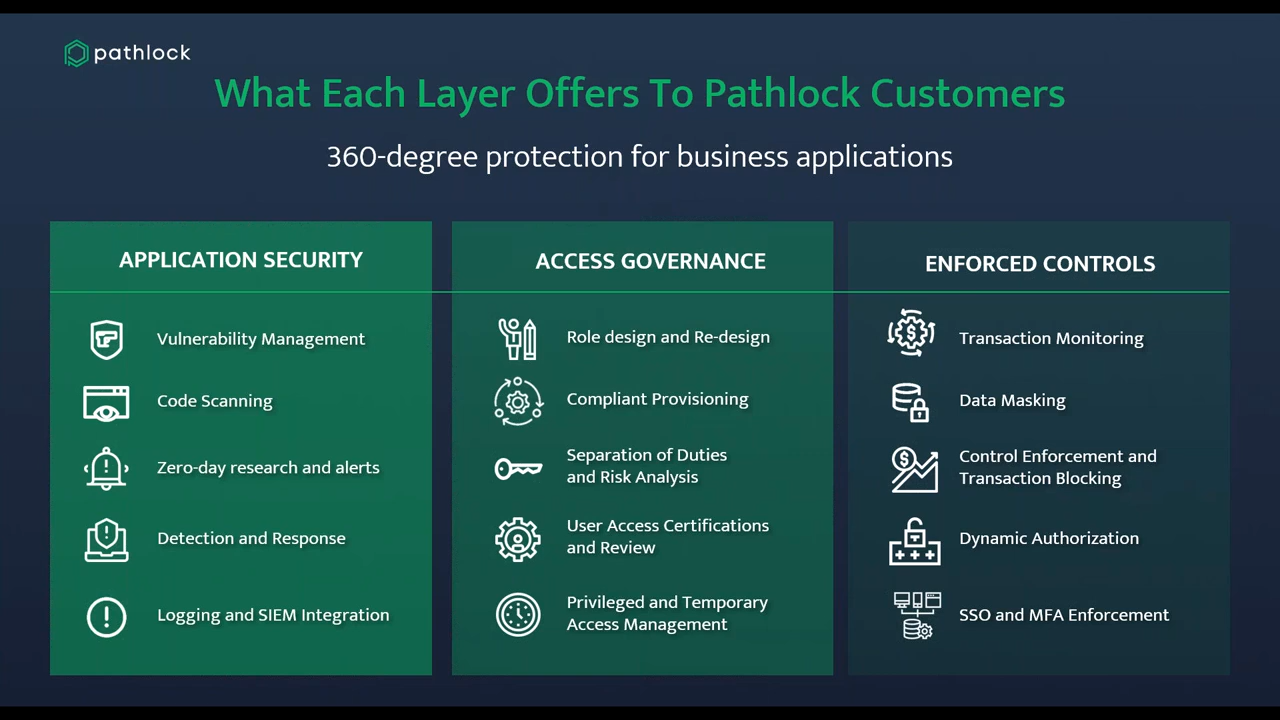 pathlock
What Each Layer Offers To Pathlock Customers
360-degree protection for business applications
APPLICATION SECURITY
Vulnerability Management
Code Scanning
Zero-day research and alerts
Detection and Response
Logging and SIEM Integration
ACCESS GOVERNANCE
Role design and Re-design
Compliant Provisioning
Separation of Duties
and Risk Analysis
User Access Certifications
and Review
Privileged and Temporary
Access Management
ENFORCED CONTROLS
Transaction Monitoring
Data Masking
Control Enforcement and
Transaction Blocking
Dynamic Authorization
SSO and MFA Enforcement